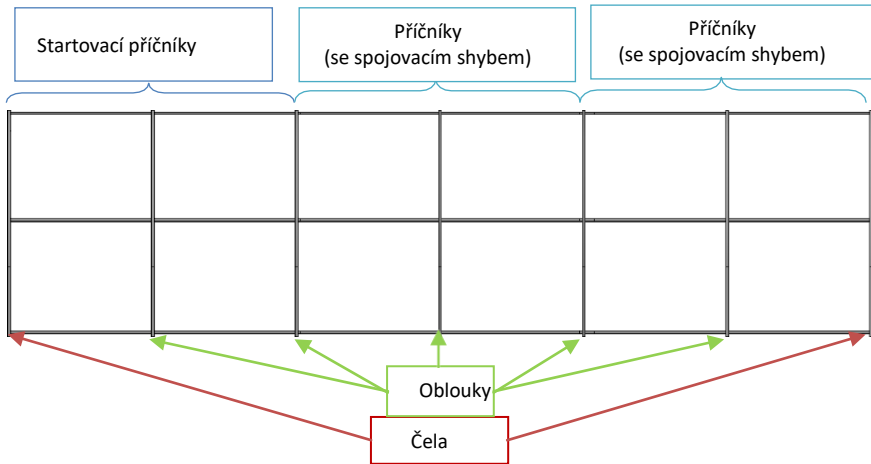 Startovací příčníky
Příčníky
(se spojovacím shybem)
Příčníky
(se spojovacím shybem)
Oblouky
Čela